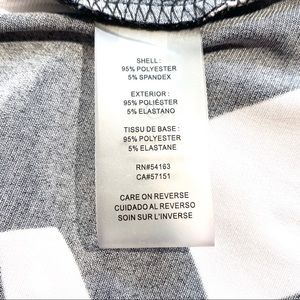 SHELL :
95% POLYESTER
5% SPANDEX
EXTERIOR :
95% POLIÉSTER
5% ELASTANO
TISSU DE BASE :
95% POLYESTER
5% ELASTANE
RN#54163
CA#57151
CARE ON REVERSE
CUIDADO AL REVERSO
SOIN SUR L'INVERSE